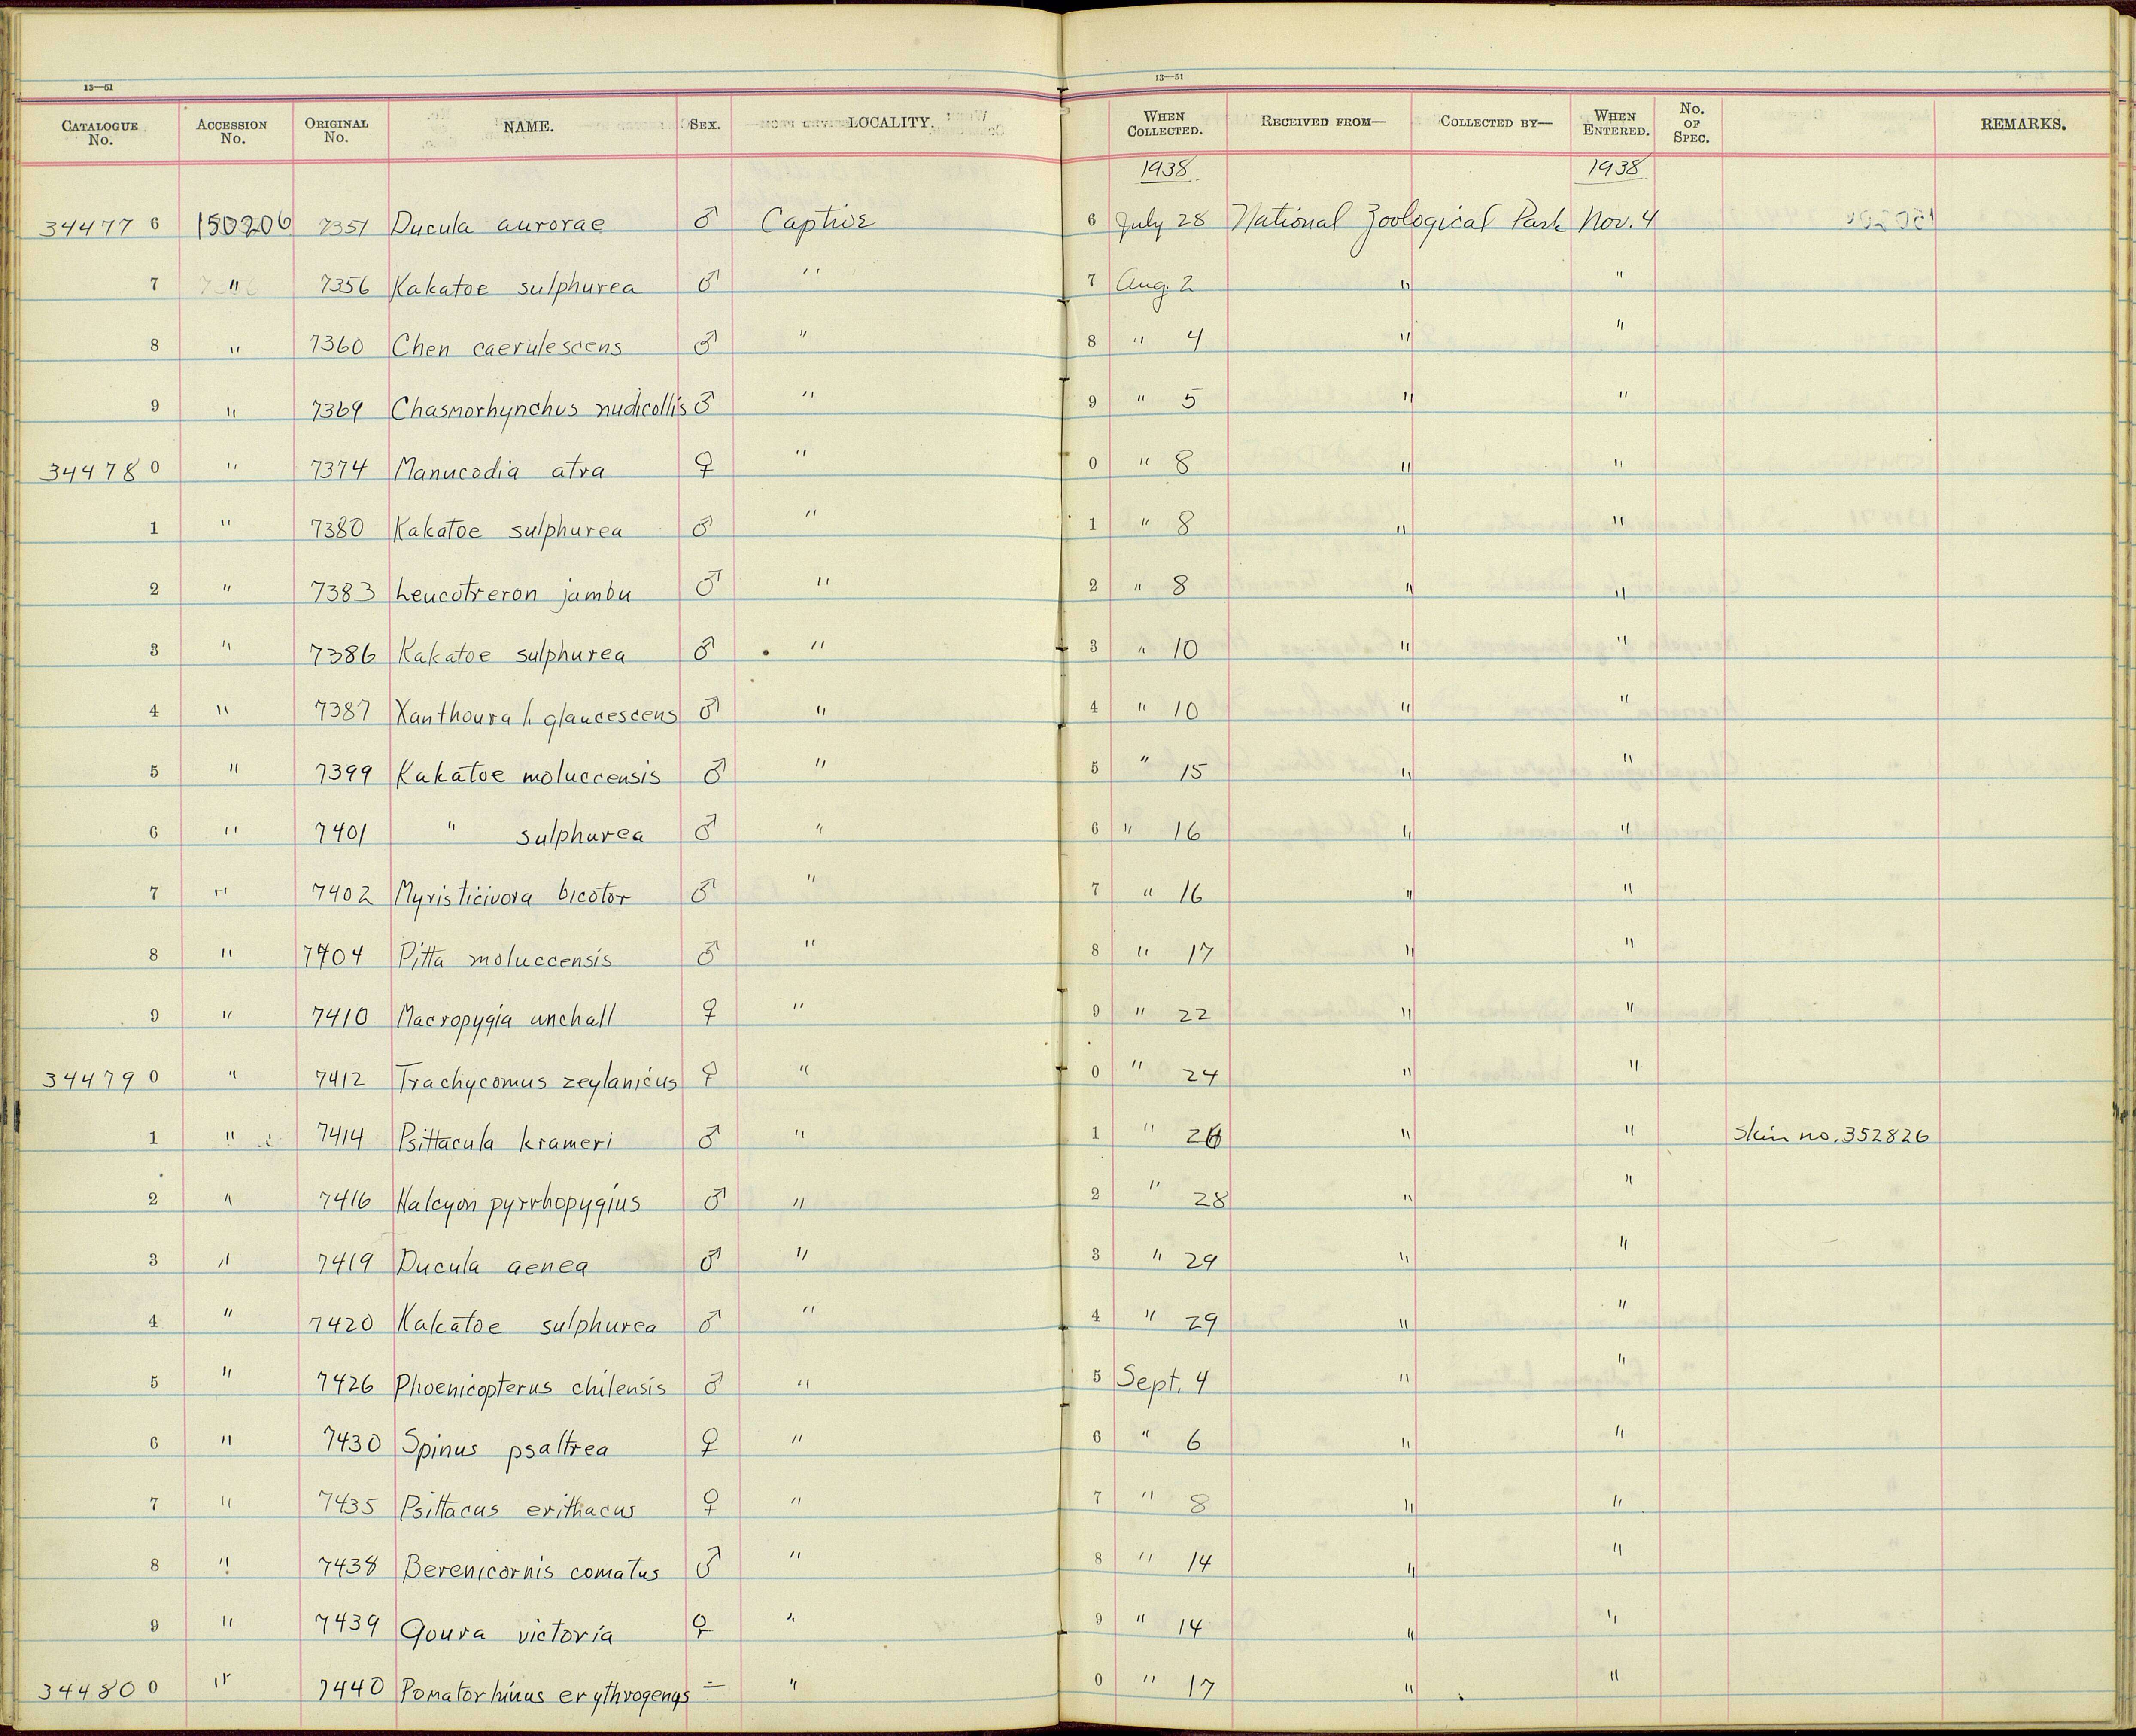 13—51 13—51
CATALOGUE No. ACCESSION No. ORIGINAL No. NAME. SEX. LOCALITY. WHEN COLLECTED. RECEIVED FROM— COLLECTED BY— WHEN ENTERED. NO. OF SPEC. REMARKS.
1938 1938
344776 150206 7351 Ducula aurorae ♂ Captive 6 July 28 National Zoological Park Nov. 4
7 " 7356 Kakatoe sulphurea ♂ " 7 Aug. 2 " "
8 " 7360 Chen caerulescens ♂ " 8 " 4 " "
9 " 7369 Chasmorhynchus nudicollis ♂ " 9 " 5 " "
344780 " 7374 Manucodia atra ♀ " 0 " 8 " "
1 " 7380 Kakatoe sulphurea ♂ " 1 " 8 " "
2 " 7383 Leucotreron jambu ♂ " 2 " 8 " "
3 " 7386 Kakatoe sulphurea ♂ " 3 " 10 " "
4 " 7387 Xanthoura l. glaucescens ♂ " 4 " 10 " "
5 " 7399 Kakatoe moluccensis ♂ " 5 " 15 " "
6 " 7401 " sulphurea ♂ " 6 " 16 " "
7 " 7402 Myristicivora bicolor ♂ " 7 " 16 " "
8 " 7404 Pitta moluccensis ♂ " 8 " 17 " "
9 " 7410 Macropygia unchall ♀ " 9 " 22 " "
344790 " 7412 Trachycomus zeylanicus ♀ " 0 " 24 " "
1 " 7414 Psittacula krameri ♂ " 1 " 26 " " Skin no. 352826
2 " 7416 Halcyon pyrrhopygius ♂ " 2 " 28 " "
3 " 7419 Ducula aenea ♂ " 3 " 29 " "
4 " 7420 Kakatoe sulphurea ♂ " 4 " 29 " "
5 " 7426 Phoenicopterus chilensis ♂ " 5 Sept. 4 " "
6 " 7430 Spinus psaltrea ♀ " 6 " 6 " "
7 " 7435 Psittacus erithacus ♀ " 7 " 8 " "
8 " 7438 Berenicornis comatus ♂ " 8 " 14 " "
9 " 7439 Goura victoria ♀ " 9 " 14 " "
344800 " 7440 Pomatorhinus erythrogenys — " 0 " 17 " "